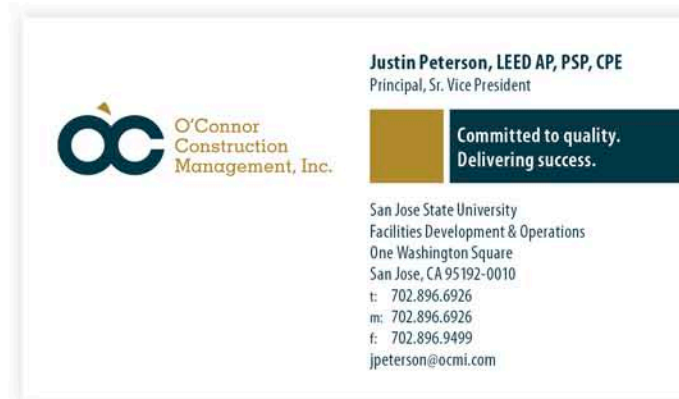 Justin Peterson, LEED AP, PSP, CPE
Principal, Sr. Vice President
OC
O'Connor
Construction
Management, Inc.
Committed to quality.
Delivering success.
San Jose State University
Facilities Development & Operations
One Washington Square
San Jose, CA 95192-0010
t: 702.896.6926
m: 702.896.6926
f: 702.896.9499
jpeterson@ocmi.com